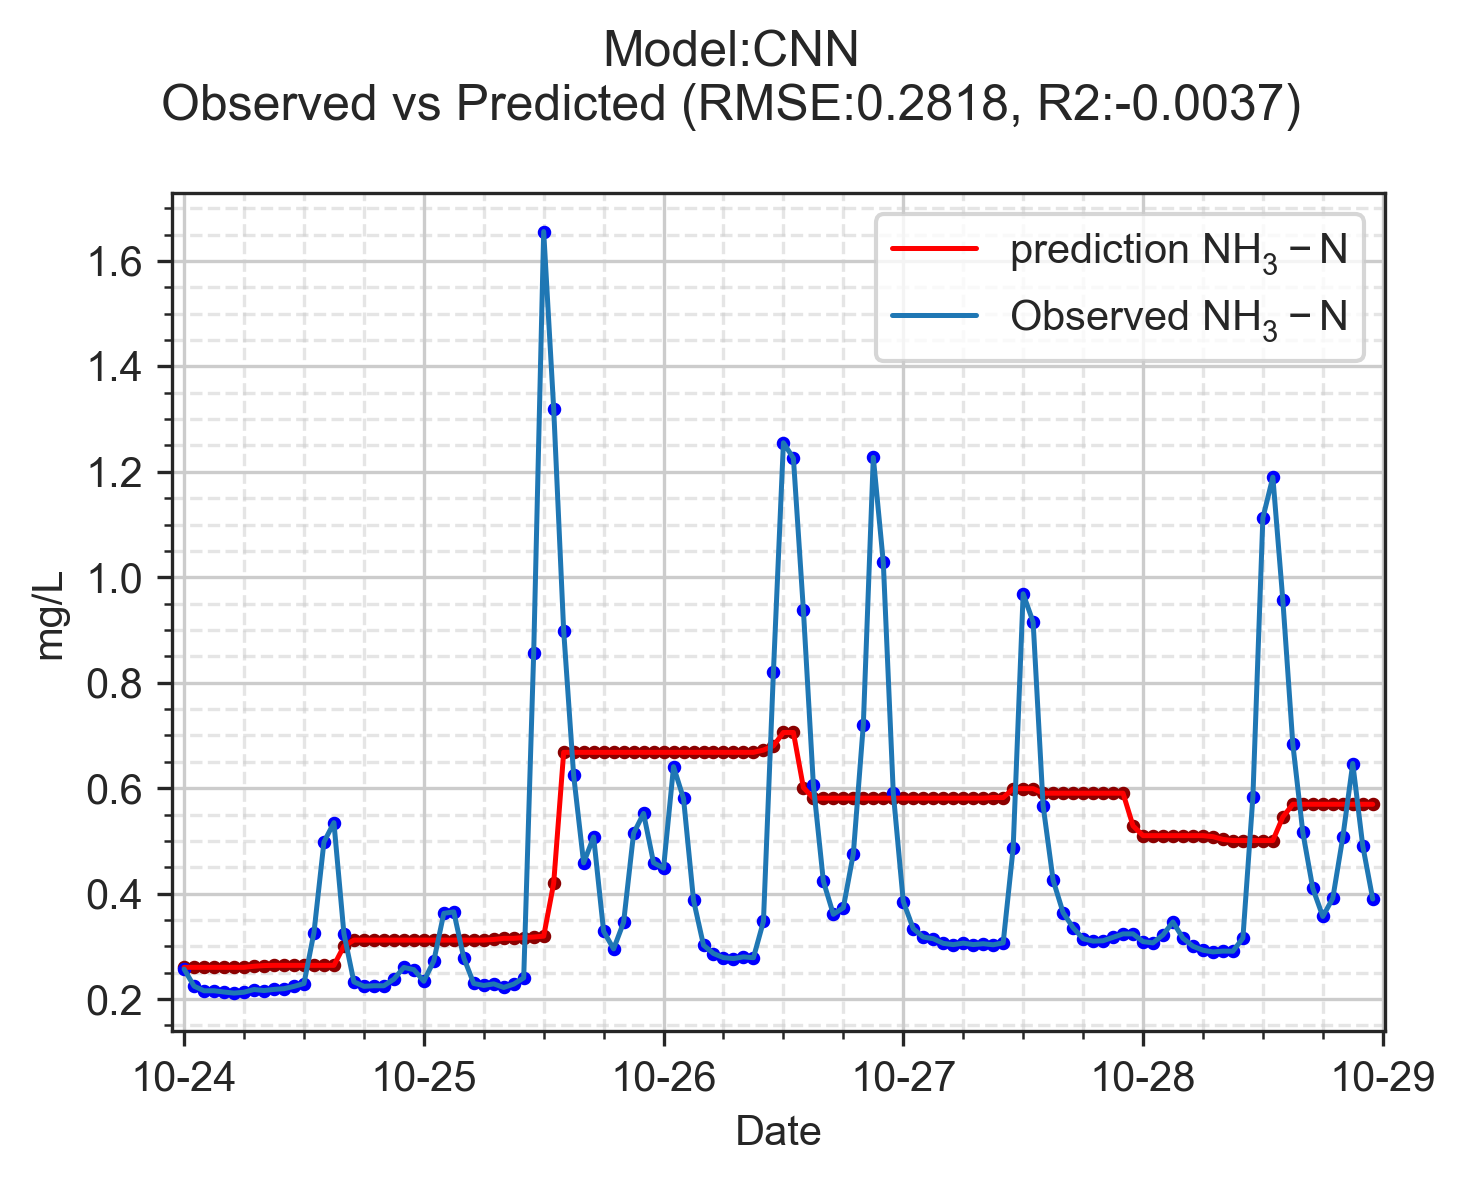 Model:CNN
Observed vs Predicted (RMSE:0.2818, R2:-0.0037)
prediction NH₃ − N
Observed NH₃ − N
1.6
1.4
1.2
1.0
0.8
0.6
0.4
0.2
mg/L
10-24 10-25 10-26 10-27 10-28 10-29
Date